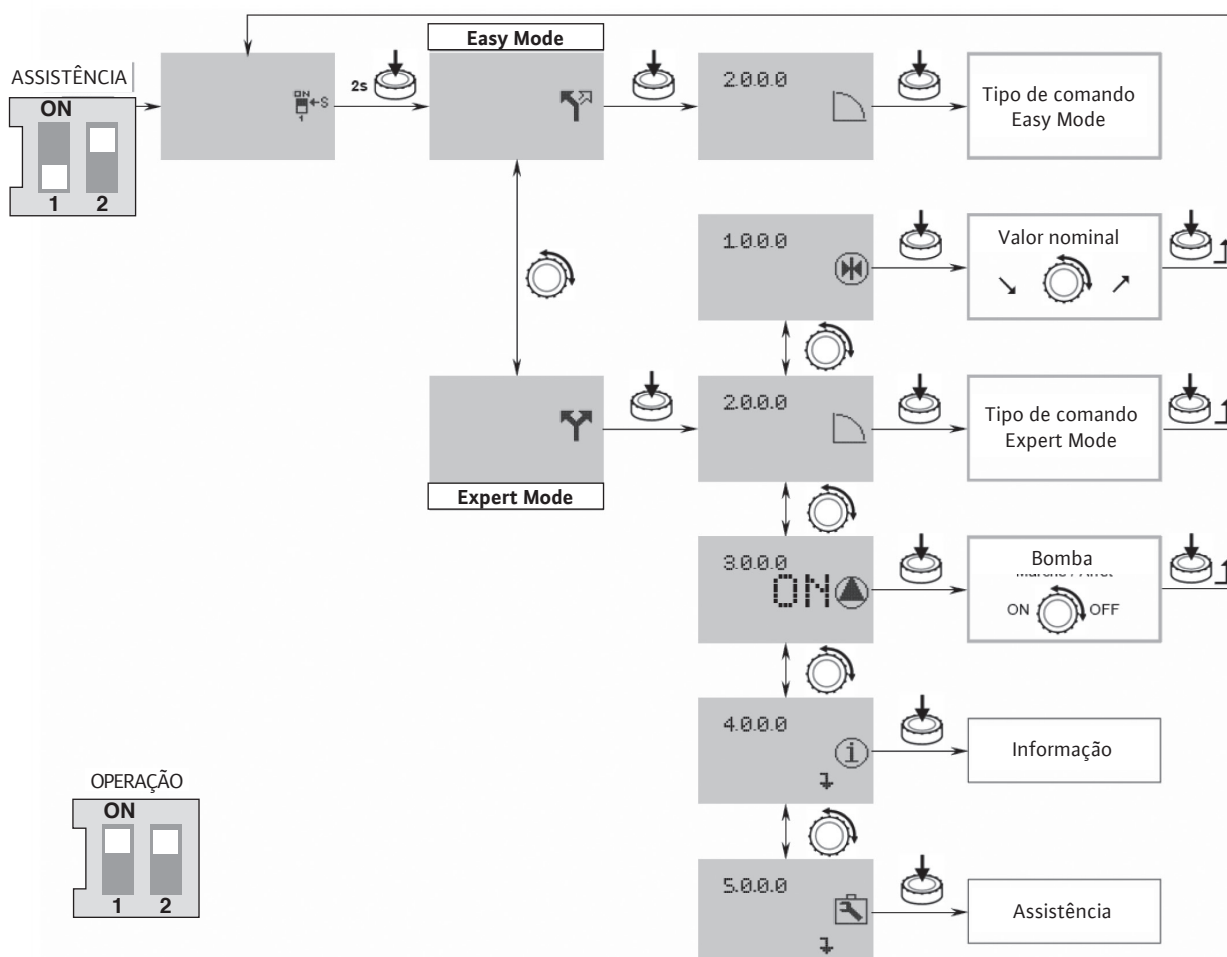 Easy Mode
ASSISTÊNCIA
ON
1 2
ON
S
1
2s
2.0.0.0
Tipo de comando
Easy Mode
1.0.0.0
Valor nominal
Expert Mode
2.0.0.0
Tipo de comando
Expert Mode
3.0.0.0
ON
Bomba
ON OFF
4.0.0.0
i
Informação
OPERAÇÃO
ON
1 2
5.0.0.0
Assistência